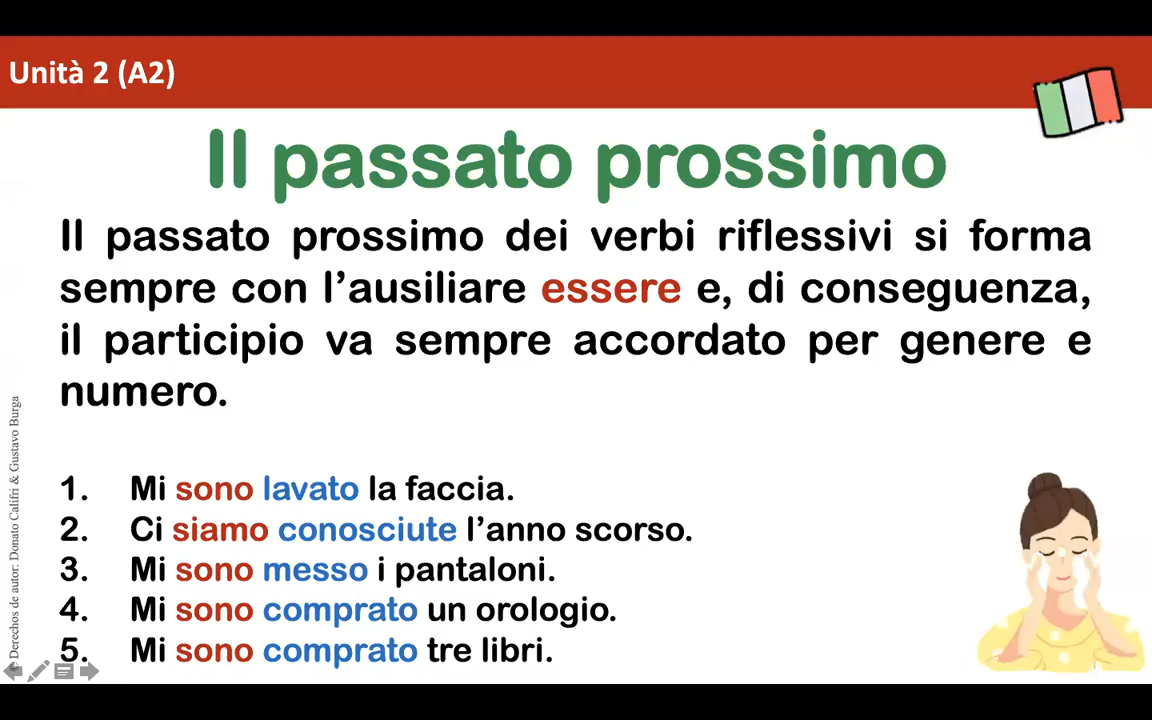 Unità 2 (A2)
Il passato prossimo
Il passato prossimo dei verbi riflessivi si forma
sempre con l’ausiliare essere e, di conseguenza,
il participio va sempre accordato per genere e
numero.
1. Mi sono lavato la faccia.
2. Ci siamo conosciute l’anno scorso.
3. Mi sono messo i pantaloni.
4. Mi sono comprato un orologio.
5. Mi sono comprato tre libri.
© Derechos de autor: Donato Califri & Gustavo Burga